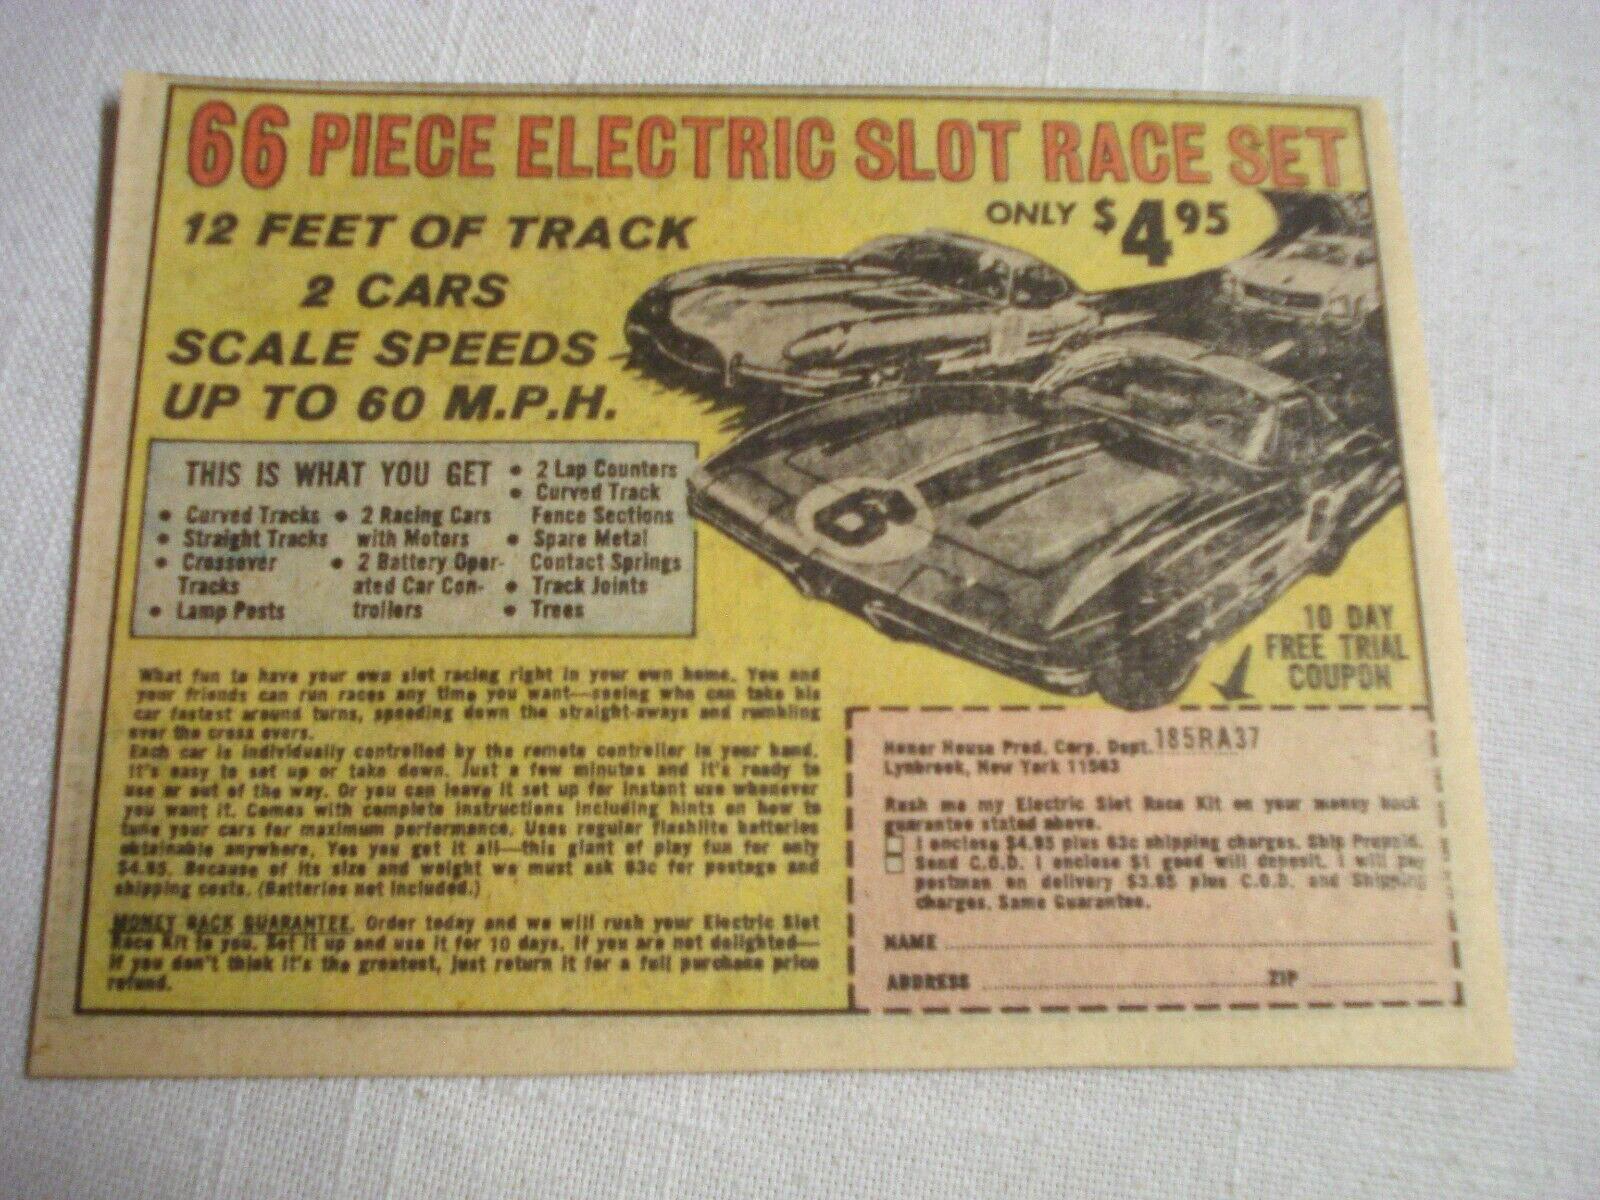 66 PIECE ELECTRIC SLOT RACE SET
12 FEET OF TRACK
2 CARS
SCALE SPEEDS
UP TO 60 M.P.H.
ONLY $4.95
THIS IS WHAT YOU GET
• Curved Tracks
• Straight Tracks
• Crossover
Tracks
• Lamp Posts
• 2 Racing Cars
with Motors
• 2 Battery Oper-
ated Car Con-
trollers
• 2 Lap Counters
• Curved Track
Fence Sections
• Spare Metal
Contact Springs
• Track Joints
• Trees
6
What fun to have your own slot racing right in your own home. You and
your friends can run races any time you want—seeing who can take his
car fastest around turns, speeding down the straight-aways and rumbling
over the cross overs.
Each car is individually controlled by the remote controller in your hand.
It's easy to set up or take down. Just a few minutes and it's ready to
use or out of the way. Or you can leave it set up for instant use whenever
you want it. Comes with complete instructions including hints on how to
tune your cars for maximum performance. Uses regular flashlite batteries
obtainable anywhere. Yes you get it all—this giant of play fun for only
$4.95. Because of its size and weight we must ask 63c for postage and
shipping costs. (Batteries not included.)
MONEY BACK GUARANTEE. Order today and we will rush your Electric Slot
Race Kit to you. Set it up and use it for 10 days. If you are not delighted—
if you don't think it's the greatest, just return it for a full purchase price
refund.
10 DAY
FREE TRIAL
COUPON
Honor House Prod. Corp. Dept. 185RA37
Lynbrook, New York 11563
Rush me my Electric Slot Race Kit on your money back
guarantee stated above.
I enclose $4.95 plus 63c shipping charges. Ship Prepaid.
Send C.O.D. I enclose $1 good will deposit. I will pay
postman on delivery $3.95 plus C.O.D. and Shipping
charges. Same Guarantee.
NAME
ADDRESS ZIP